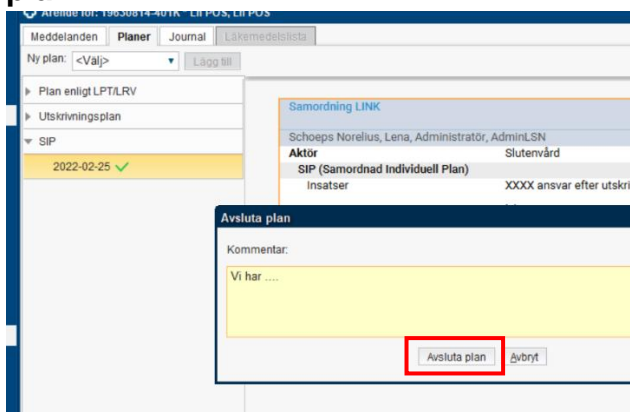 Ärende för: 19630814-401K * Lil POS, Lil POS
Meddelanden Planer Journal Läkemedelslista
Ny plan: <Välj> Lägg till
Plan enligt LPT/LRV
Utskrivningsplan
SIP
2022-02-25
Samordning LINK
Schoeps Norelius, Lena, Administratör, AdminLSN
Aktör Slutenvård
SIP (Samordnad Individuell Plan)
Insatser XXXX ansvar efter utskri
Avsluta plan
Kommentar:
Vi har ....
Avsluta plan Avbryt